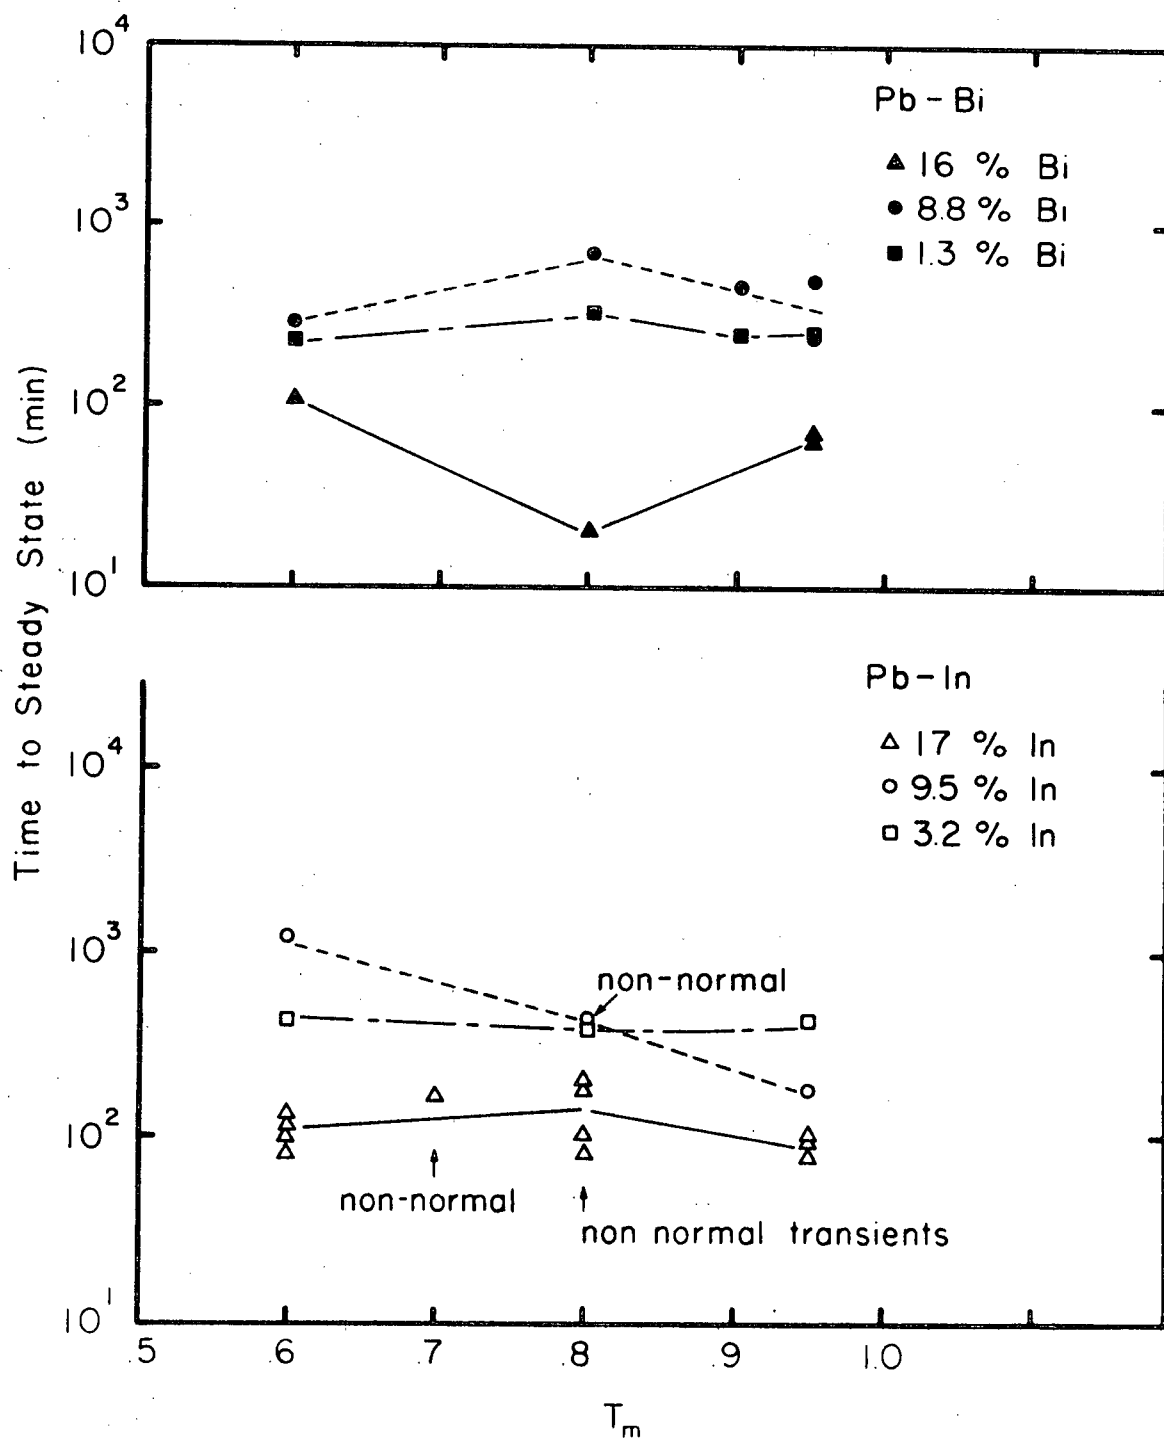 10^4
Pb-Bi
▲ 16 % Bi
10^3
● 8.8 % Bi
■ 1.3 % Bi
10^2
10^1
Time to Steady State (min)
Pb-In
△ 17 % In
10^4
○ 9.5 % In
□ 3.2 % In
10^3
non-normal
10^2
non-normal
non normal transients
10^1
.5 .6 .7 .8 .9 1.0
T_m